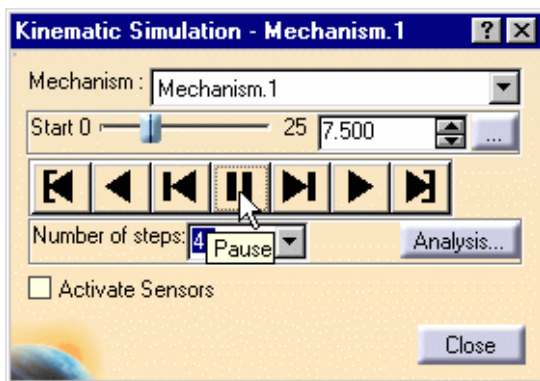 Kinematic Simulation - Mechanism.1
Mechanism : Mechanism.1
Start 0 25 7.500 ...
Number of steps: 4 Analysis...
Pause
Activate Sensors
Close